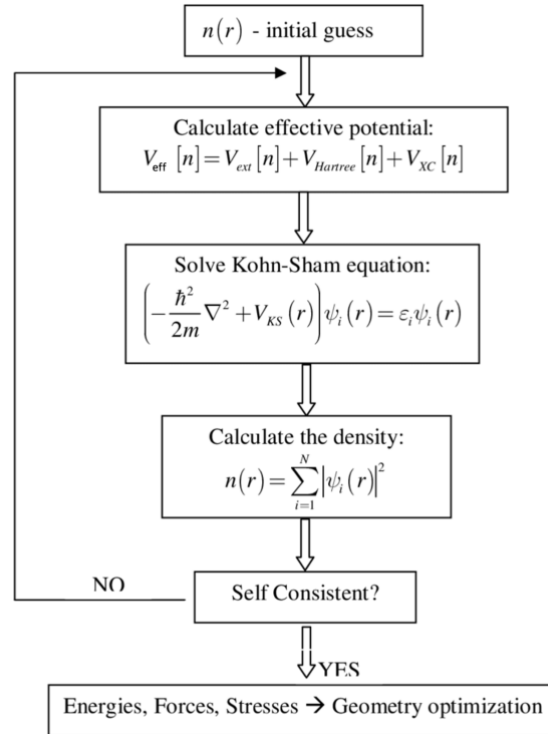 n(r) - initial guess
Calculate effective potential:
V_eff [n] = V_ext [n] + V_Hartree [n] + V_XC [n]
Solve Kohn-Sham equation:
(-ℏ²/2m ∇² + V_KS (r)) ψ_i (r) = ε_i ψ_i (r)
Calculate the density:
n(r) = ∑_{i=1}^{N} |ψ_i (r)|²
NO
Self Consistent?
YES
Energies, Forces, Stresses → Geometry optimization